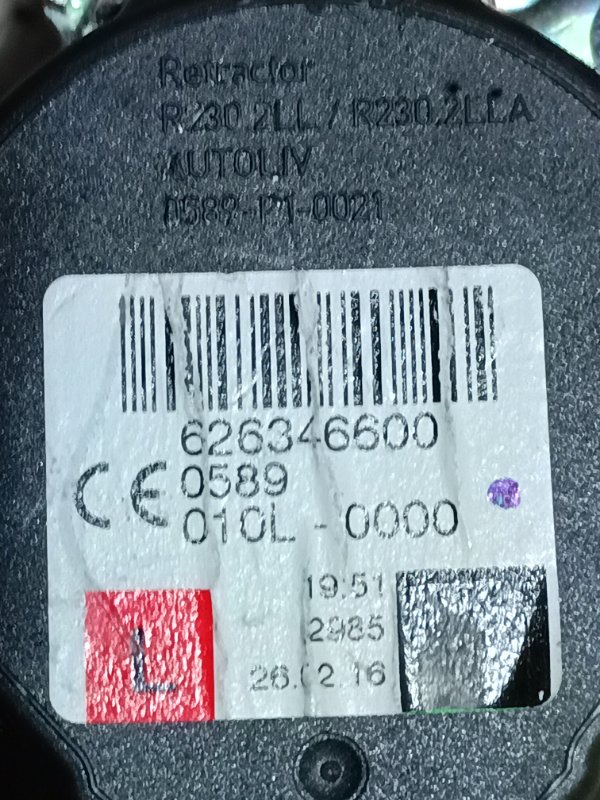 Retractor
R230.2LL / R230.2LLA
AUTOLIV
0589-P1-0021
626346600
CE 0589
010L - 0000
19:51
2985
L
26.02.16